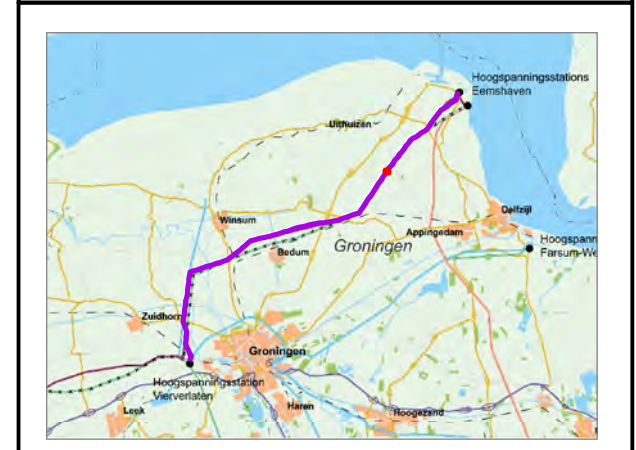 Hoogspanningsstations
Eemshaven
Uithuizen
Delfzijl
Winsum
Appingedam
Groningen
Hoogspann
Farsum-We
Bedum
Zuidhorn
Groningen
Hoogspanningsstation
Vierverlaten
Leek
Haren
Hoogezand